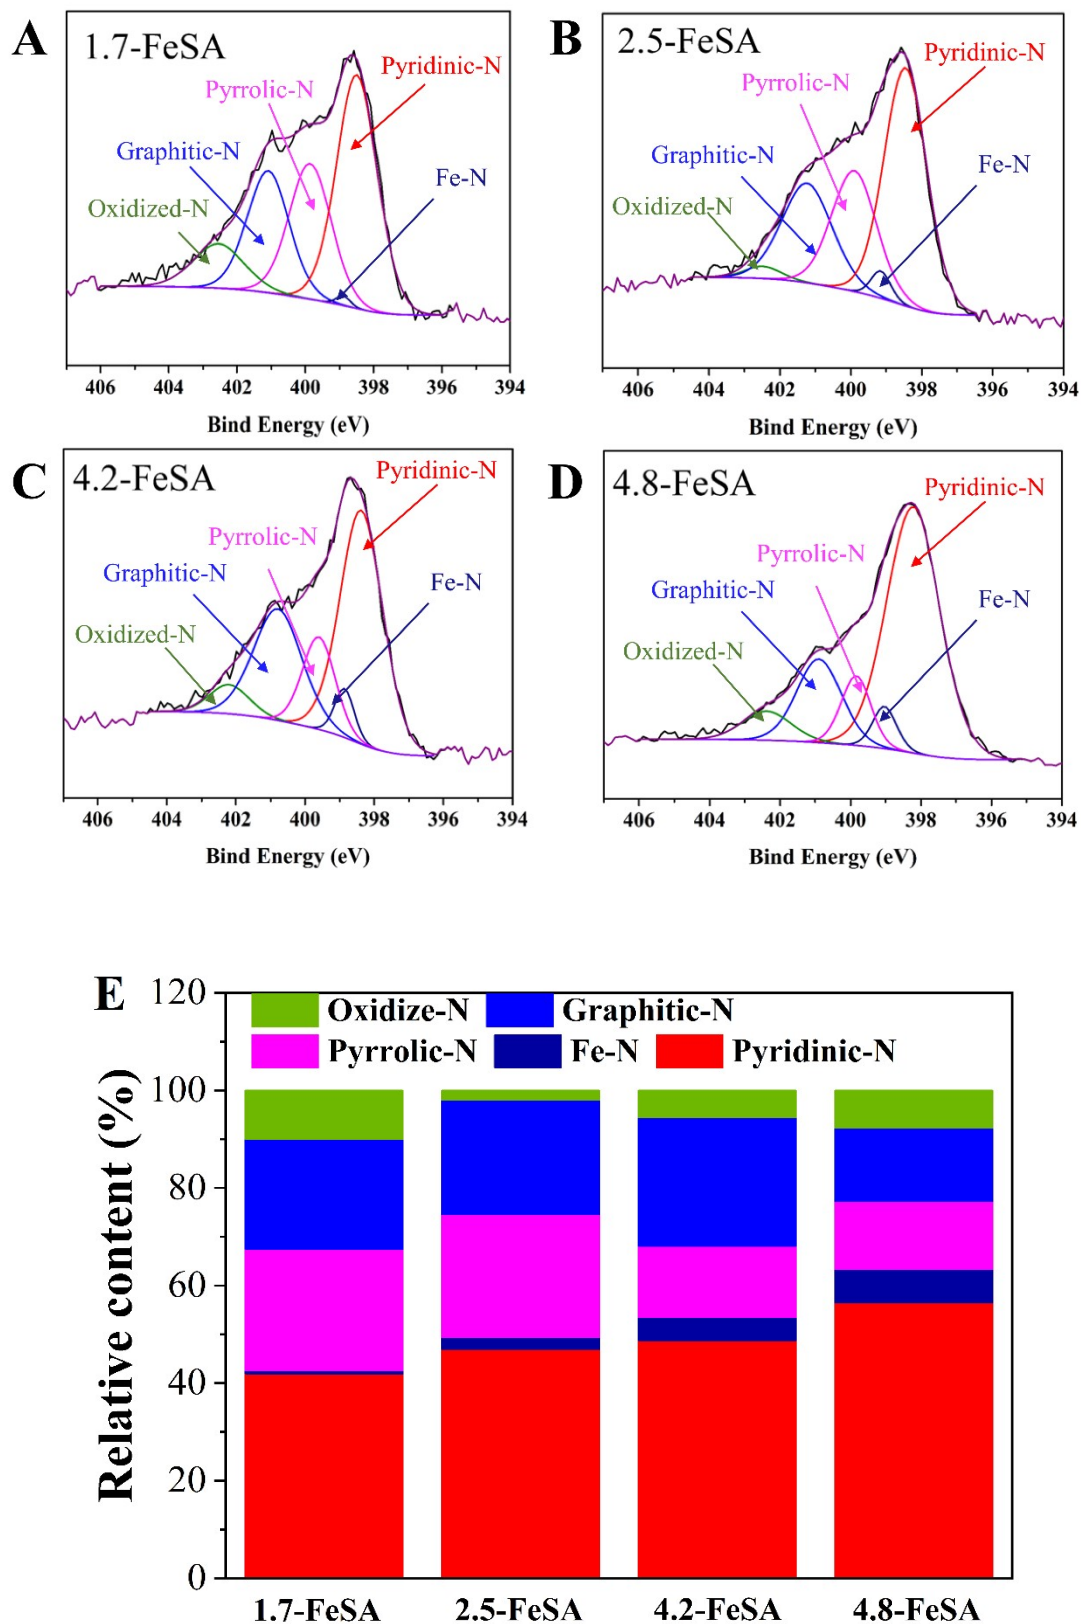 A
1.7-FeSA
Pyridinic-N
Pyrrolic-N
Graphitic-N
Fe-N
Oxidized-N
406 404 402 400 398 396 394
Bind Energy (eV)
B
2.5-FeSA
Pyridinic-N
Pyrrolic-N
Graphitic-N
Fe-N
Oxidized-N
406 404 402 400 398 396 394
Bind Energy (eV)
C
4.2-FeSA
Pyridinic-N
Pyrrolic-N
Graphitic-N
Fe-N
Oxidized-N
406 404 402 400 398 396 394
Bind Energy (eV)
D
4.8-FeSA
Pyridinic-N
Pyrrolic-N
Graphitic-N
Fe-N
Oxidized-N
406 404 402 400 398 396 394
Bind Energy (eV)
E
Relative content (%)
120
100
80
60
40
20
0
Oxidize-N Graphitic-N
Pyrrolic-N Fe-N Pyridinic-N
1.7-FeSA 2.5-FeSA 4.2-FeSA 4.8-FeSA